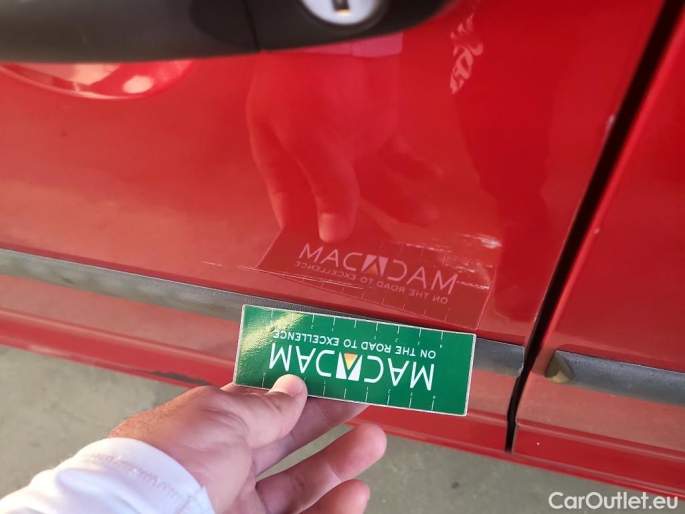 MACADAM
ON THE ROAD TO EXCELLENCE
MACADAM
ON THE ROAD TO EXCELLENCE
CarOutlet.eu